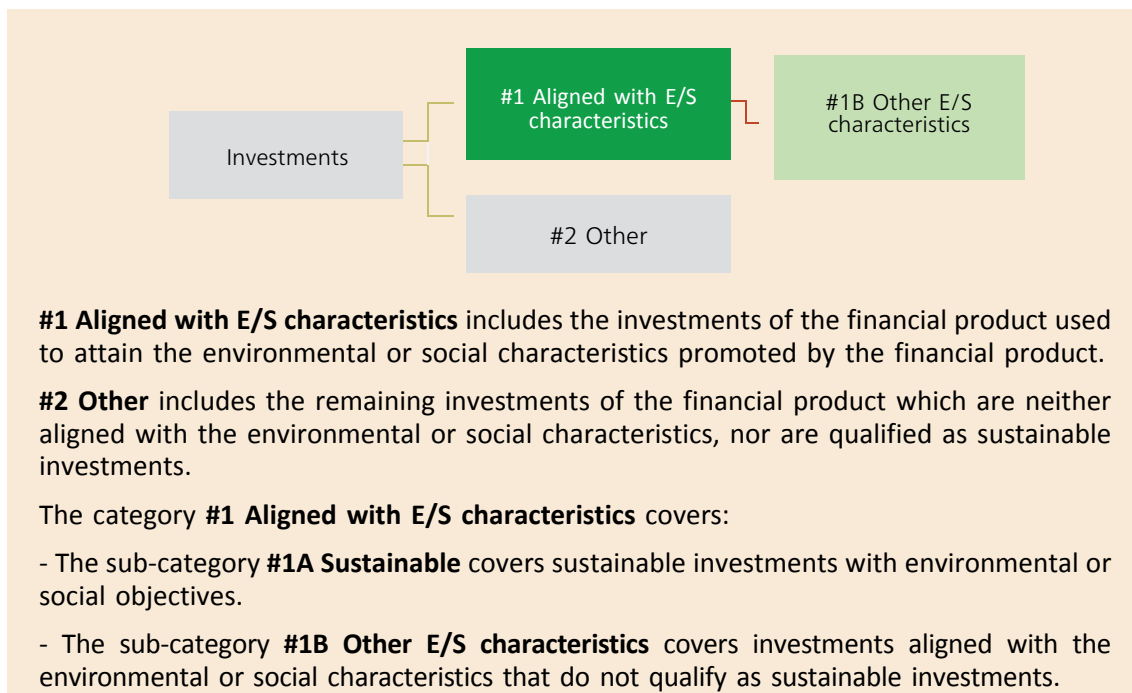 #1 Aligned with E/S
characteristics
#1B Other E/S
characteristics
Investments
#2 Other
#1 Aligned with E/S characteristics includes the investments of the financial product used
to attain the environmental or social characteristics promoted by the financial product.
#2 Other includes the remaining investments of the financial product which are neither
aligned with the environmental or social characteristics, nor are qualified as sustainable
investments.
The category #1 Aligned with E/S characteristics covers:
- The sub-category #1A Sustainable covers sustainable investments with environmental or
social objectives.
- The sub-category #1B Other E/S characteristics covers investments aligned with the
environmental or social characteristics that do not qualify as sustainable investments.